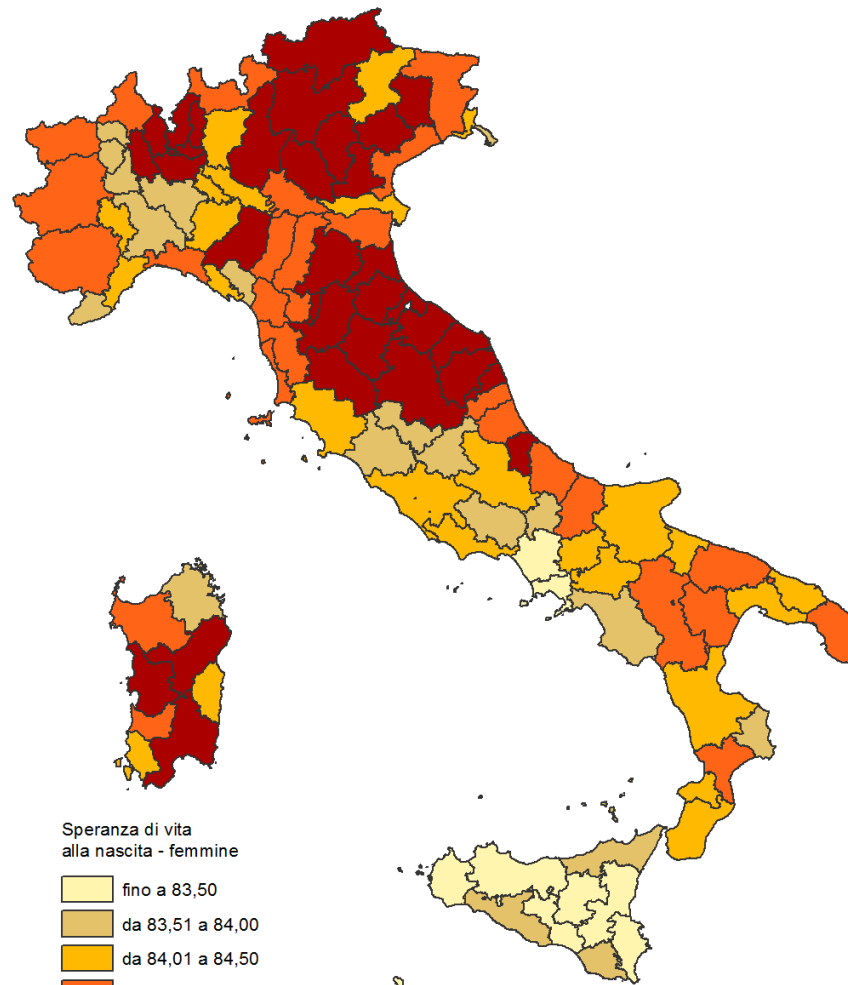 Speranza di vita
alla nascita - femmine
fino a 83,50
da 83,51 a 84,00
da 84,01 a 84,50